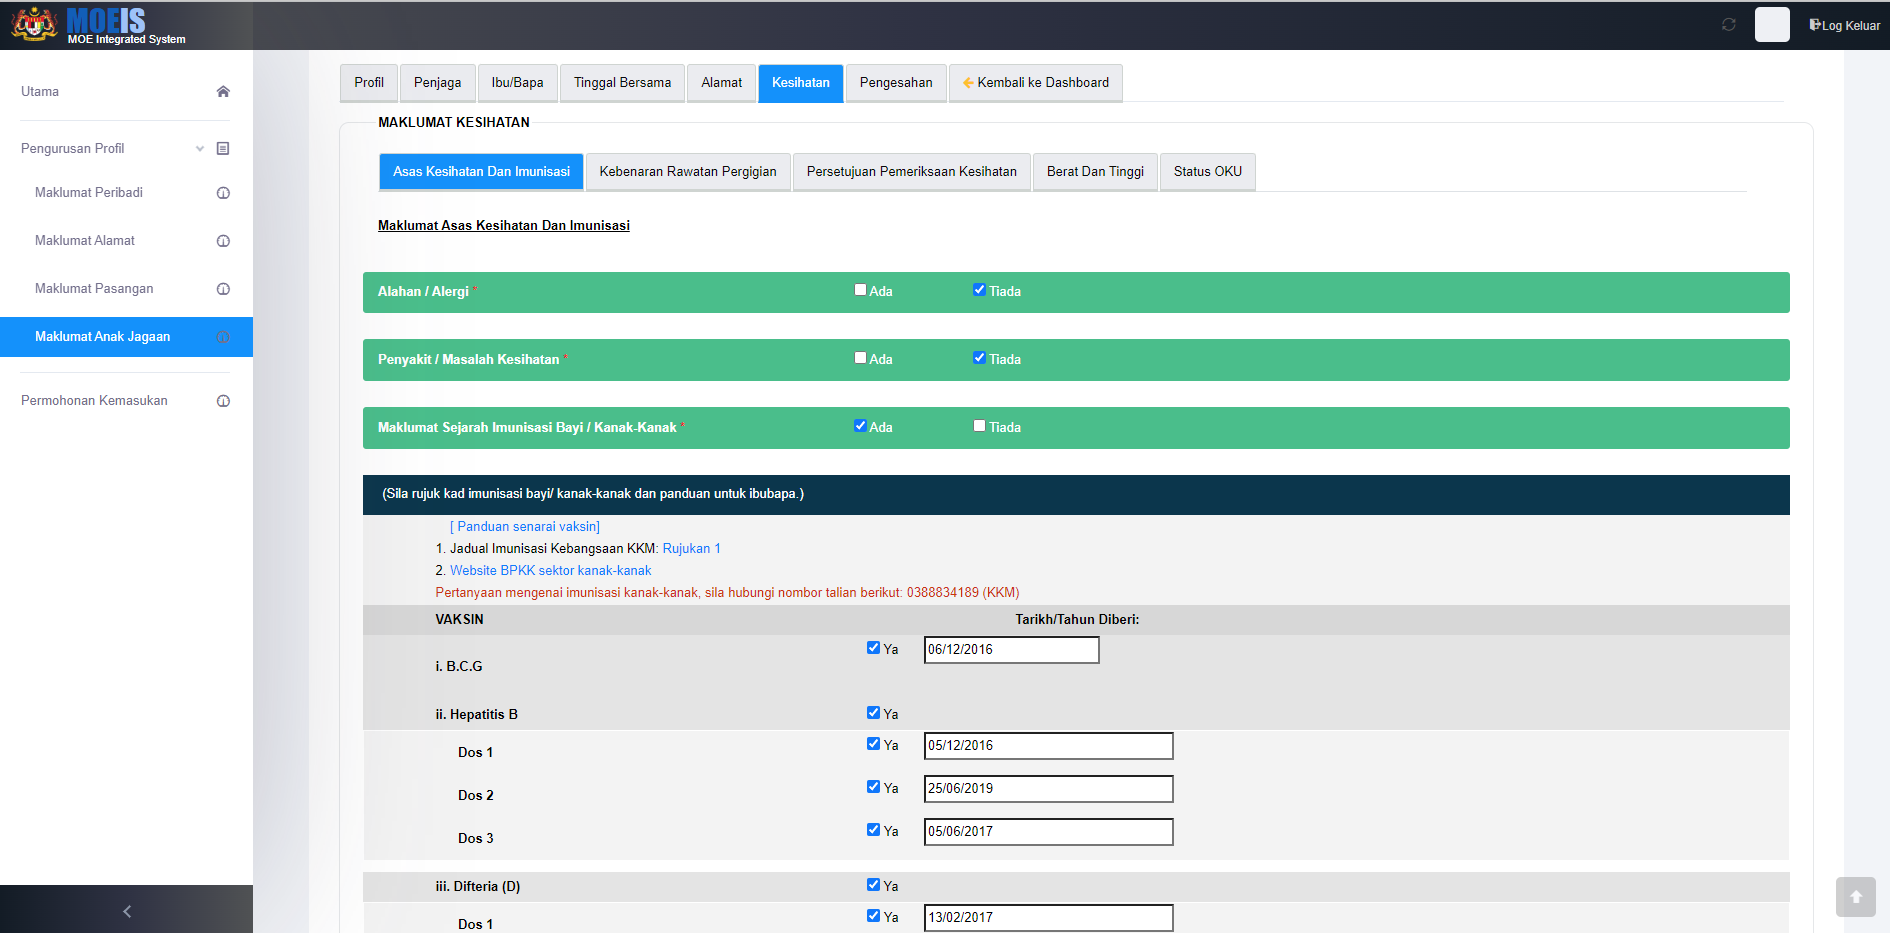 MOEIS
MOE Integrated System
Log Keluar
Utama
Pengurusan Profil
Maklumat Peribadi
Maklumat Alamat
Maklumat Pasangan
Maklumat Anak Jagaan
Permohonan Kemasukan
Profil
Penjaga
Ibu/Bapa
Tinggal Bersama
Alamat
Kesihatan
Pengesahan
Kembali ke Dashboard
MAKLUMAT KESIHATAN
Asas Kesihatan Dan Imunisasi
Kebenaran Rawatan Pergigian
Persetujuan Pemeriksaan Kesihatan
Berat Dan Tinggi
Status OKU
Maklumat Asas Kesihatan Dan Imunisasi
Alahan / Alergi * Ada Tiada
Penyakit / Masalah Kesihatan * Ada Tiada
Maklumat Sejarah Imunisasi Bayi / Kanak-Kanak * Ada Tiada
(Sila rujuk kad imunisasi bayi/ kanak-kanak dan panduan untuk ibubapa.)
[ Panduan senarai vaksin]
1. Jadual Imunisasi Kebangsaan KKM: Rujukan 1
2. Website BPKK sektor kanak-kanak
Pertanyaan mengenai imunisasi kanak-kanak, sila hubungi nombor talian berikut: 0388834189 (KKM)
VAKSIN Tarikh/Tahun Diberi:
i. B.C.G Ya 06/12/2016
ii. Hepatitis B Ya
Dos 1 Ya 05/12/2016
Dos 2 Ya 25/06/2019
Dos 3 Ya 05/06/2017
iii. Difteria (D) Ya
Dos 1 Ya 13/02/2017